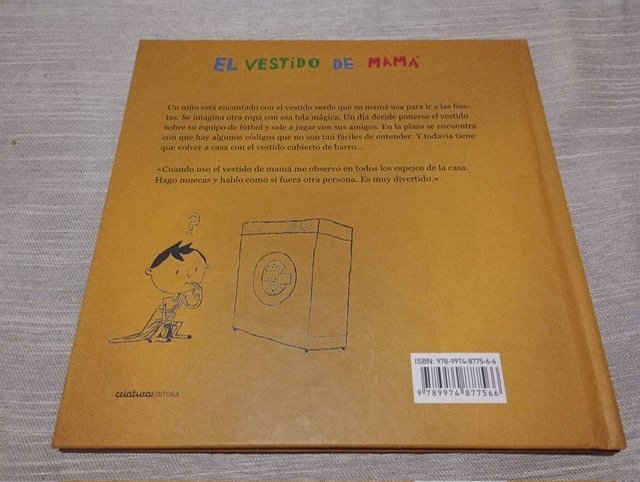 EL VESTIDO DE MAMÁ
Un niño está encantado con el vestido verde que su mamá usa para ir a las fies-
tas. Se imagina otra ropa con esa tela mágica. Un día decide ponerse el vestido
sobre su equipo de fútbol y sale a jugar con sus amigos. En la plaza se encuentra
con que hay algunos códigos que no son tan fáciles de entender. Y todavía tiene
que volver a casa con el vestido cubierto de barro...
«Cuando uso el vestido de mamá me observo en todos los espejos de la casa.
Hago muecas y hablo como si fuera otra persona. Es muy divertido.»
?
ISBN: 978-9974-8775-6-6
9 789974 877566
criaturaEDITORA